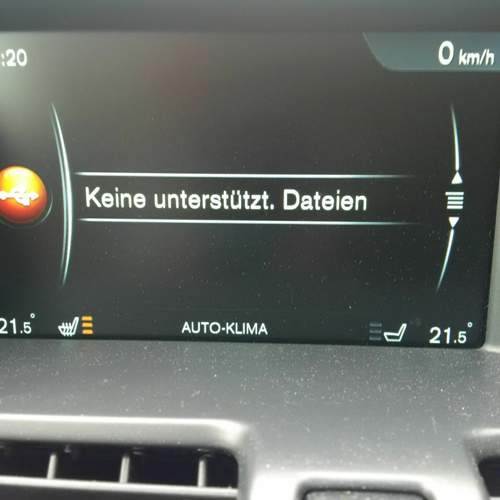 :20
0 km/h
Keine unterstützt. Dateien
21.5°
AUTO-KLIMA
21.5°